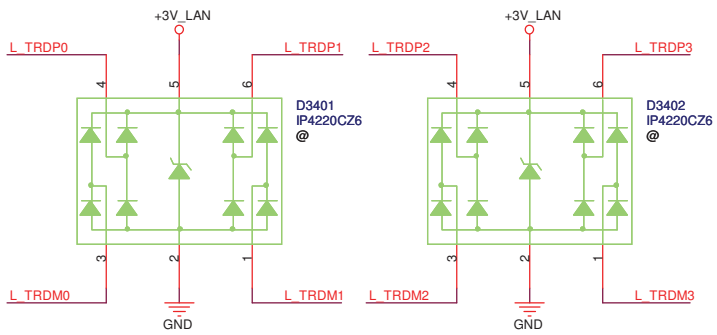 +3V_LAN
+3V_LAN
L_TRDP0
L_TRDP1
L_TRDP2
L_TRDP3
4
5
6
4
5
6
D3401
IP4220CZ6
@
D3402
IP4220CZ6
@
3
2
1
3
2
1
L_TRDM0
L_TRDM1
L_TRDM2
L_TRDM3
GND
GND